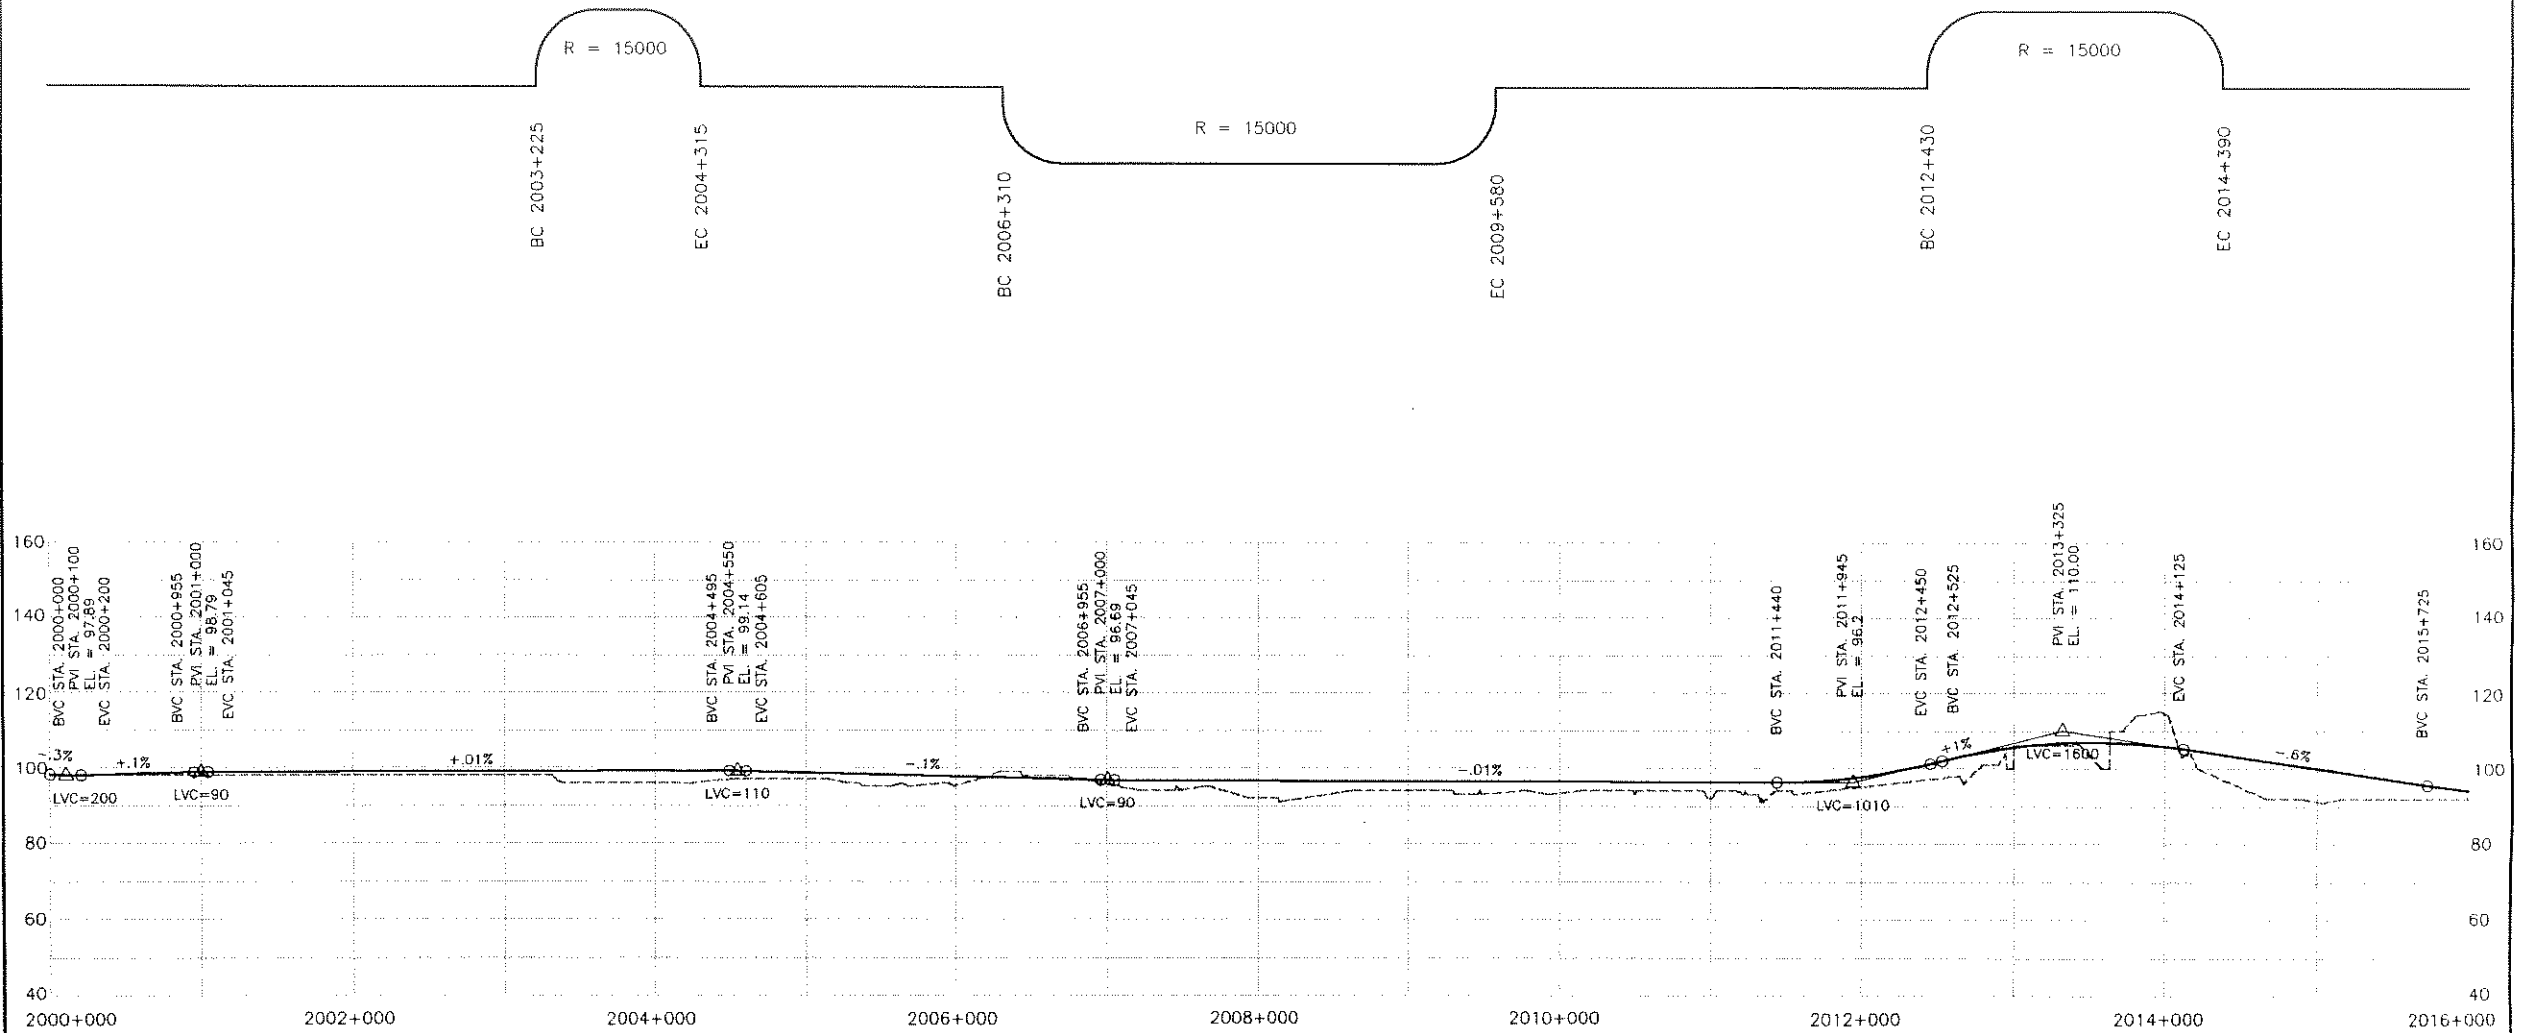 R = 15000
R = 15000
R = 15000
BC 2003+225
EC 2004+315
BC 2006+310
EC 2009+580
BC 2012+430
EC 2014+390
160
140
120
100
80
60
40
160
140
120
100
80
60
40
BVC STA. 2000+000
PVI STA. 2000+100
EL. = 97.89
EVC STA. 2000+200
BVC STA. 2000+955
PVI STA. 2001+000
EL. = 98.79
EVC STA. 2001+045
BVC STA. 2004+495
PVI STA. 2004+550
EL. = 99.14
EVC STA. 2004+605
BVC STA. 2006+955
PVI STA. 2007+000
EL. = 96.69
EVC STA. 2007+045
BVC STA. 2011+440
PVI STA. 2011+945
EL. = 96.2
EVC STA. 2012+450
BVC STA. 2012+525
PVI STA. 2013+325
EL. = 110.00
EVC STA. 2014+125
BVC STA. 2015+725
-.3%
+.1%
+.01%
-.1%
-.01%
+1%
-.6%
LVC=200
LVC=90
LVC=110
LVC=90
LVC=1010
LVC=1600
2000+000
2002+000
2004+000
2006+000
2008+000
2010+000
2012+000
2014+000
2016+000